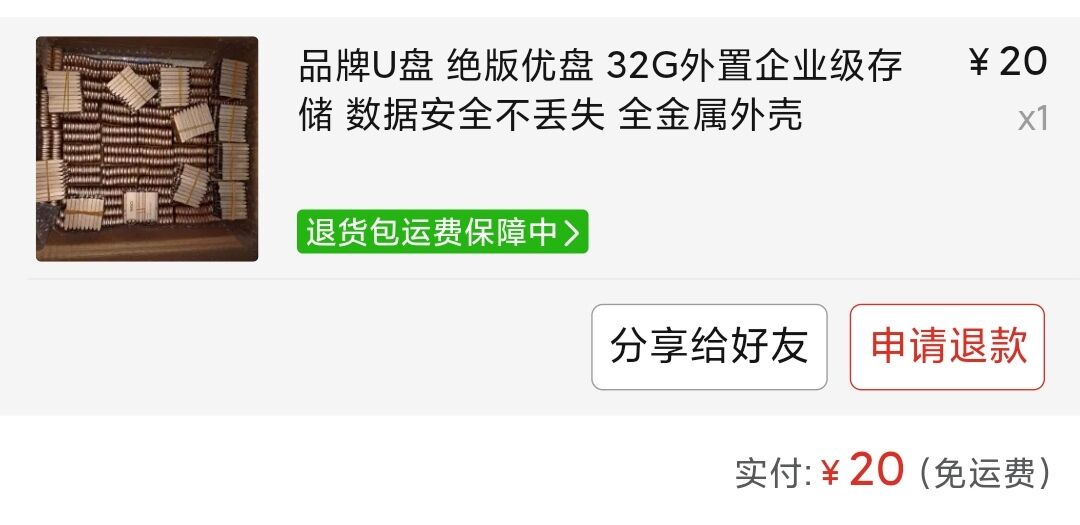 品牌U盘 绝版优盘 32G外置企业级存
¥20
储 数据安全不丢失 全金属外壳
x1
退货包运费保障中
分享给好友
申请退款
实付:¥20 (免运费)